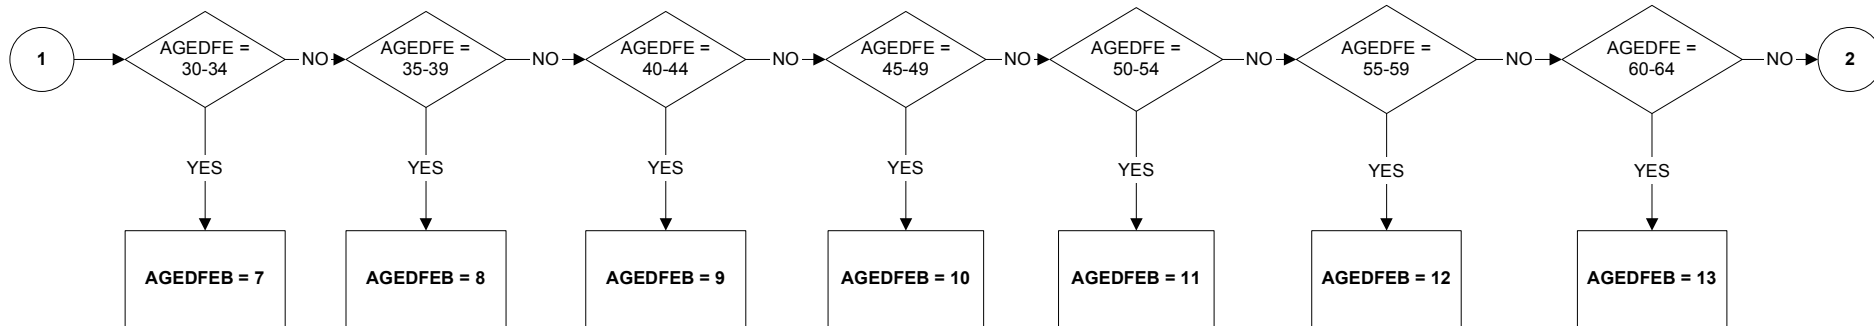 1
AGEDFE =
30-34
NO
AGEDFE =
35-39
NO
AGEDFE =
40-44
NO
AGEDFE =
45-49
NO
AGEDFE =
50-54
NO
AGEDFE =
55-59
NO
AGEDFE =
60-64
NO
2
YES
YES
YES
YES
YES
YES
YES
AGEDFEB = 7
AGEDFEB = 8
AGEDFEB = 9
AGEDFEB = 10
AGEDFEB = 11
AGEDFEB = 12
AGEDFEB = 13